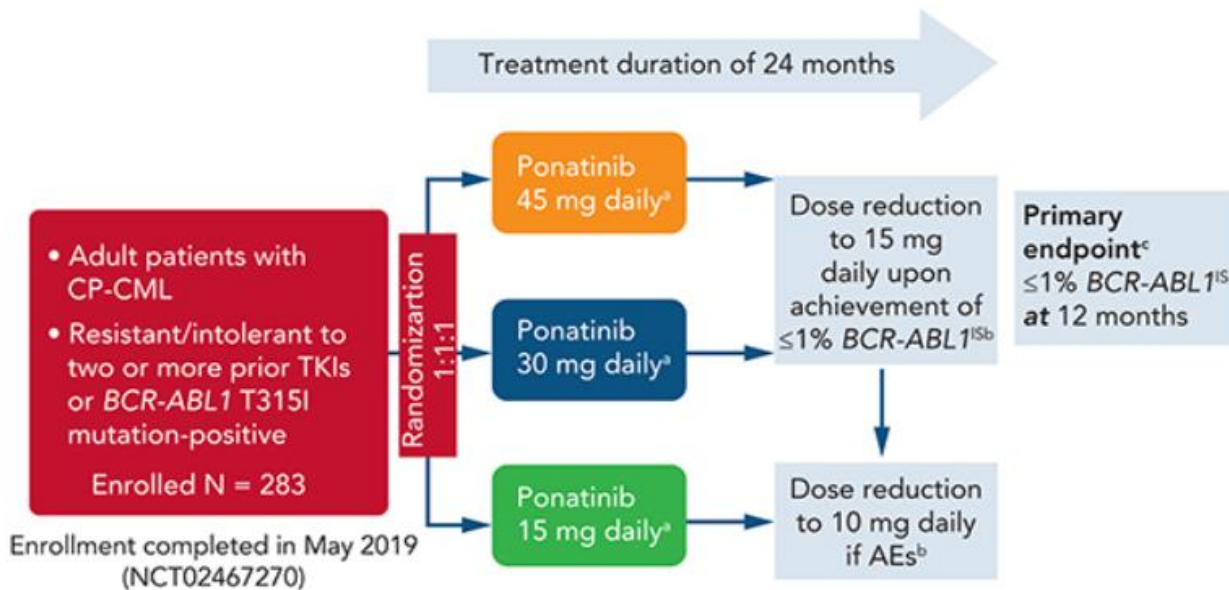 Treatment duration of 24 months
• Adult patients with
CP-CML
• Resistant/intolerant to
two or more prior TKIs
or BCR-ABL1 T315I
mutation-positive
Enrolled N = 283
Enrollment completed in May 2019
(NCT02467270)
Randomizartion
1:1:1
Ponatinib
45 mg dailyᵃ
Ponatinib
30 mg dailyᵃ
Ponatinib
15 mg dailyᵃ
Dose reduction
to 15 mg
daily upon
achievement of
≤1% BCR-ABL1ᴵˢᵇ
Dose reduction
to 10 mg daily
if AEsᵇ
Primary
endpointᶜ
≤1% BCR-ABL1ᴵˢ
at 12 months